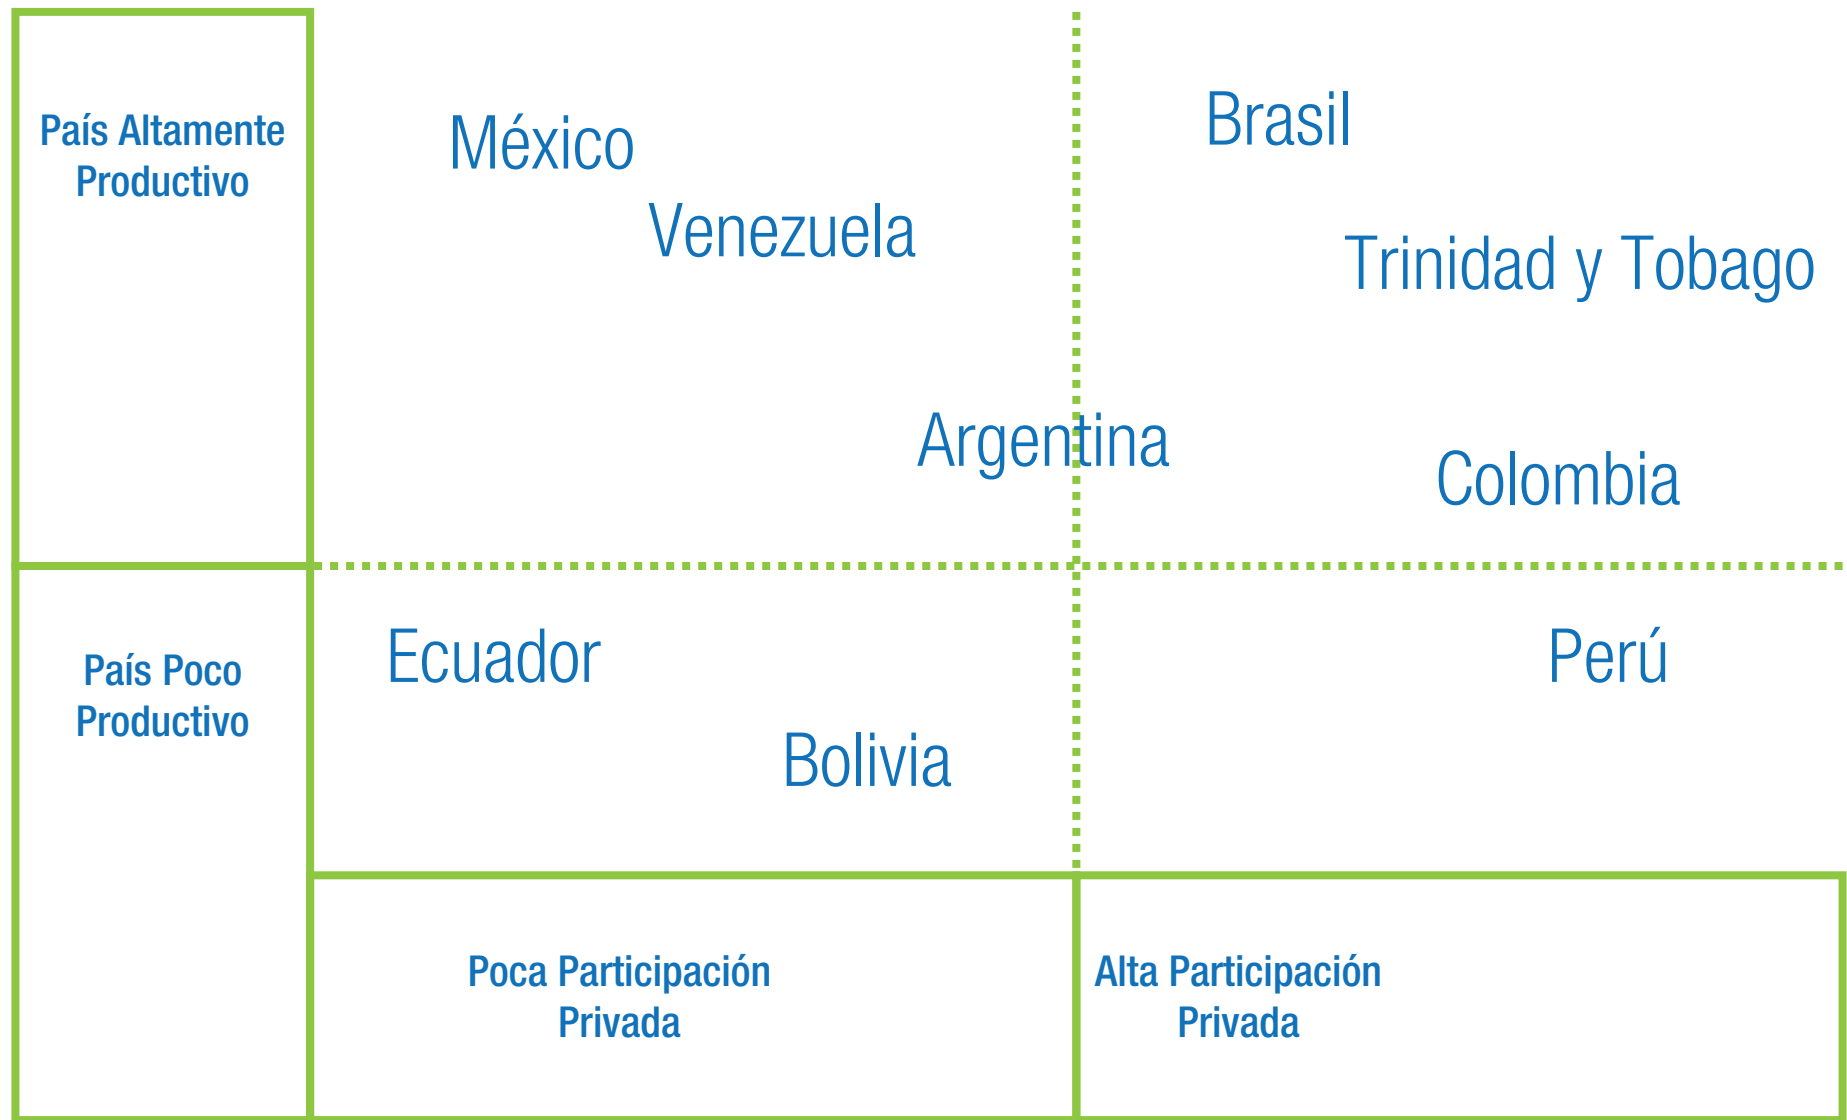 País Altamente
Productivo
México
Brasil
Venezuela
Trinidad y Tobago
Argentina
Colombia
País Poco
Productivo
Ecuador
Perú
Bolivia
Poca Participación
Privada
Alta Participación
Privada